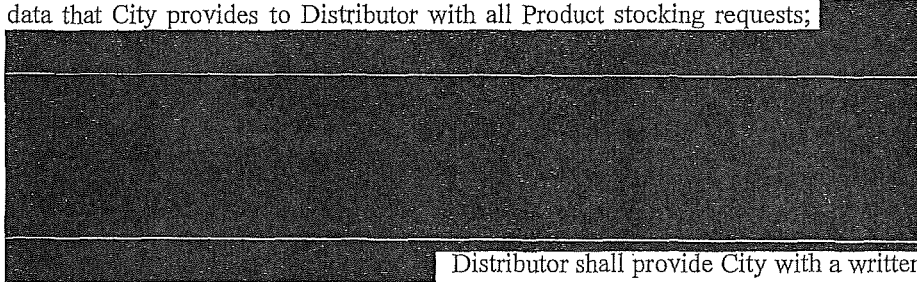 data that City provides to Distributor with all Product stocking requests;
Distributor shall provide City with a written